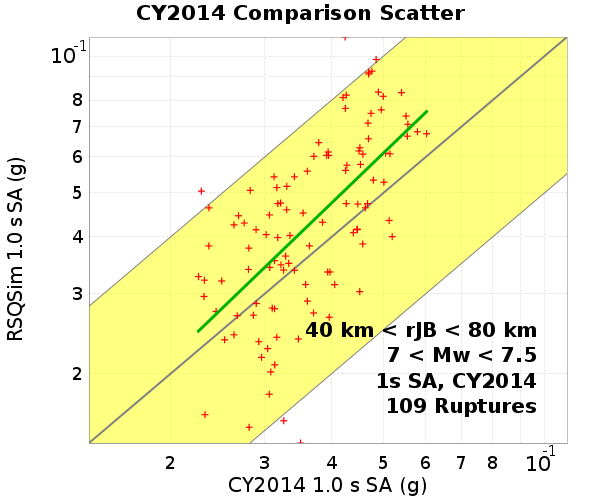 CY2014 Comparison Scatter
RSQSim 1.0 s SA (g)
10-1
8
7
6
5
4
3
2
40 km < rJB < 80 km
7 < Mw < 7.5
1s SA, CY2014
109 Ruptures
2 3 4 5 6 7 8 10-1
CY2014 1.0 s SA (g)